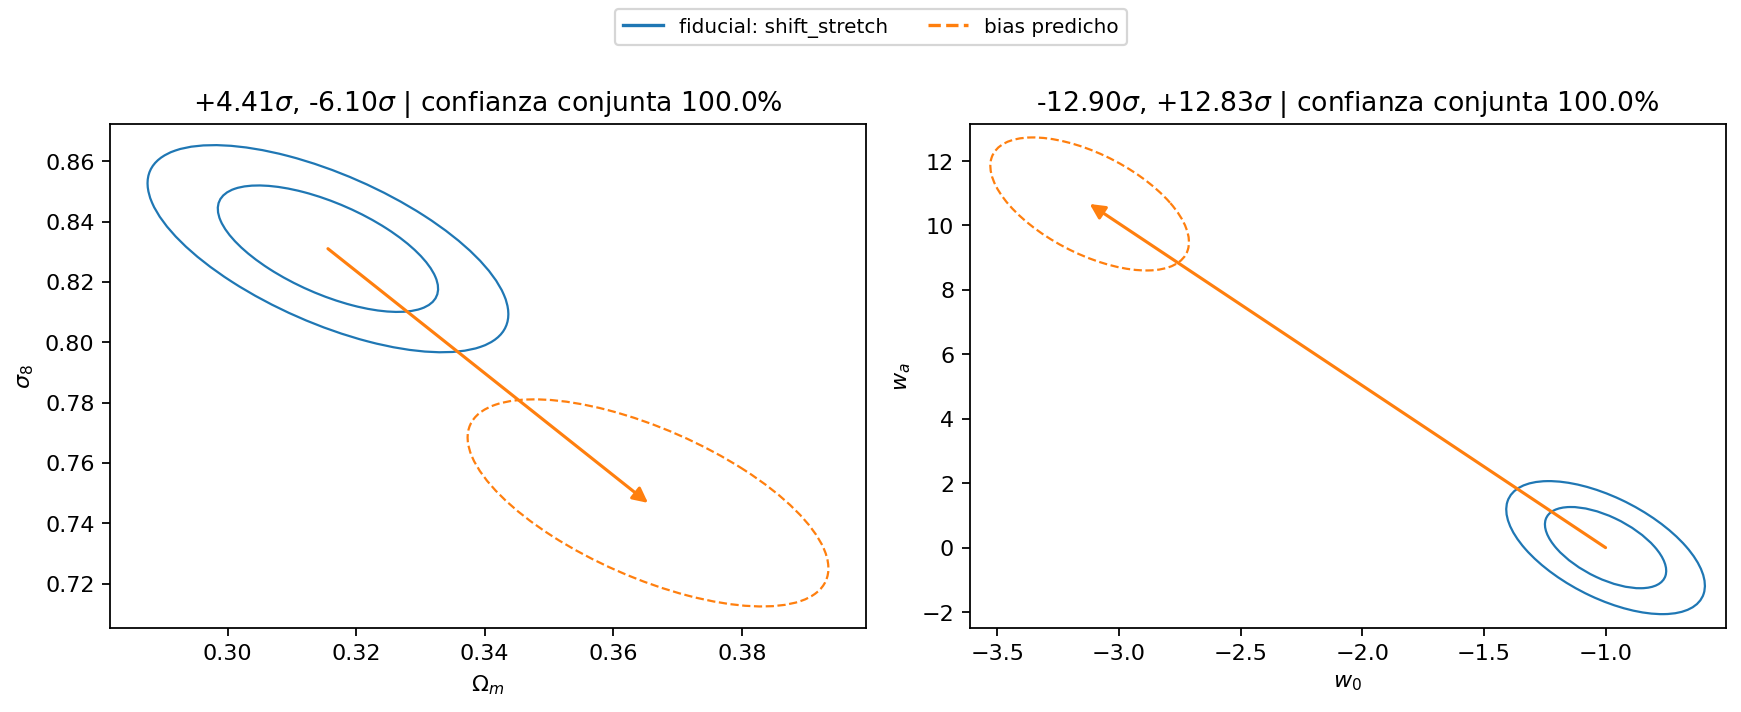 fiducial: shift_stretch   bias predicho
+4.41σ, -6.10σ | confianza conjunta 100.0%
0.86
0.84
0.82
0.80
0.78
0.76
0.74
0.72
σ₈
0.30 0.32 0.34 0.36 0.38
Ωₘ
-12.90σ, +12.83σ | confianza conjunta 100.0%
12
10
8
6
4
2
0
−2
wₐ
−3.5 −3.0 −2.5 −2.0 −1.5 −1.0
w₀